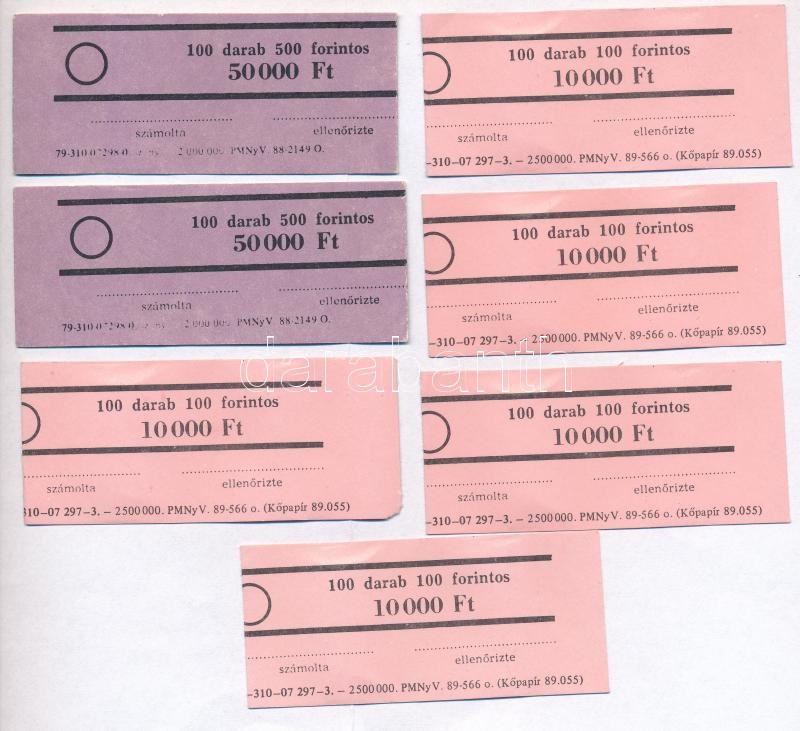 100 darab 500 forintos
50000 Ft
számolta
ellenőrizte
79-310 07298 0. 2 000 000. PMNyV. 88-2149 O.
100 darab 100 forintos
10000 Ft
számolta
ellenőrizte
-310-07 297-3. - 2500000. PMNyV. 89-566 o. (Kőpapír 89.055)
100 darab 500 forintos
50000 Ft
számolta
ellenőrizte
79-310 07298 0. 2 000 000. PMNyV. 88-2149 O.
100 darab 100 forintos
10000 Ft
számolta
ellenőrizte
-310-07 297-3. - 2500000. PMNyV. 89-566 o. (Kőpapír 89.055)
darabanth
100 darab 100 forintos
10000 Ft
számolta
ellenőrizte
310-07 297-3. - 2500000. PMNyV. 89-566 o. (Kőpapír 89.055)
100 darab 100 forintos
10000 Ft
számolta
ellenőrizte
-310-07 297-3. - 2500000. PMNyV. 89-566 o. (Kőpapír 89.055)
100 darab 100 forintos
10000 Ft
számolta
ellenőrizte
-310-07 297-3. - 2500000. PMNyV. 89-566 o. (Kőpapír 89.055)